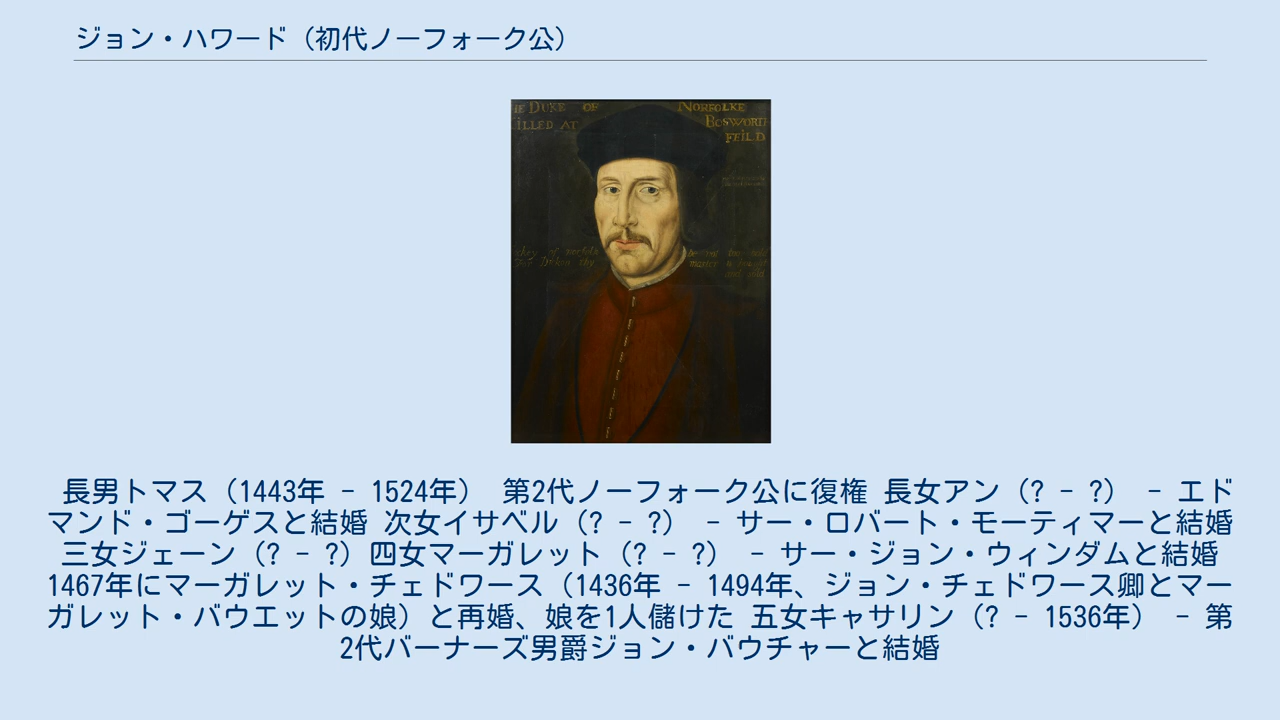 ジョン・ハワード（初代ノーフォーク公）
HE DUKE OF NORFOLKE
ILLED AT BOSWORTH
FEILD
長男トマス（1443年 - 1524年） 第2代ノーフォーク公に復権 長女アン（? - ?） - エド
マンド・ゴーゲスと結婚 次女イサベル（? - ?） - サー・ロバート・モーティマーと結婚
三女ジェーン（? - ?）四女マーガレット（? - ?） - サー・ジョン・ウィンダムと結婚
1467年にマーガレット・チェドワース（1436年 - 1494年、ジョン・チェドワース卿とマー
ガレット・バウエットの娘）と再婚、娘を1人儲けた 五女キャサリン（? - 1536年） - 第
2代バーナーズ男爵ジョン・バウチャーと結婚